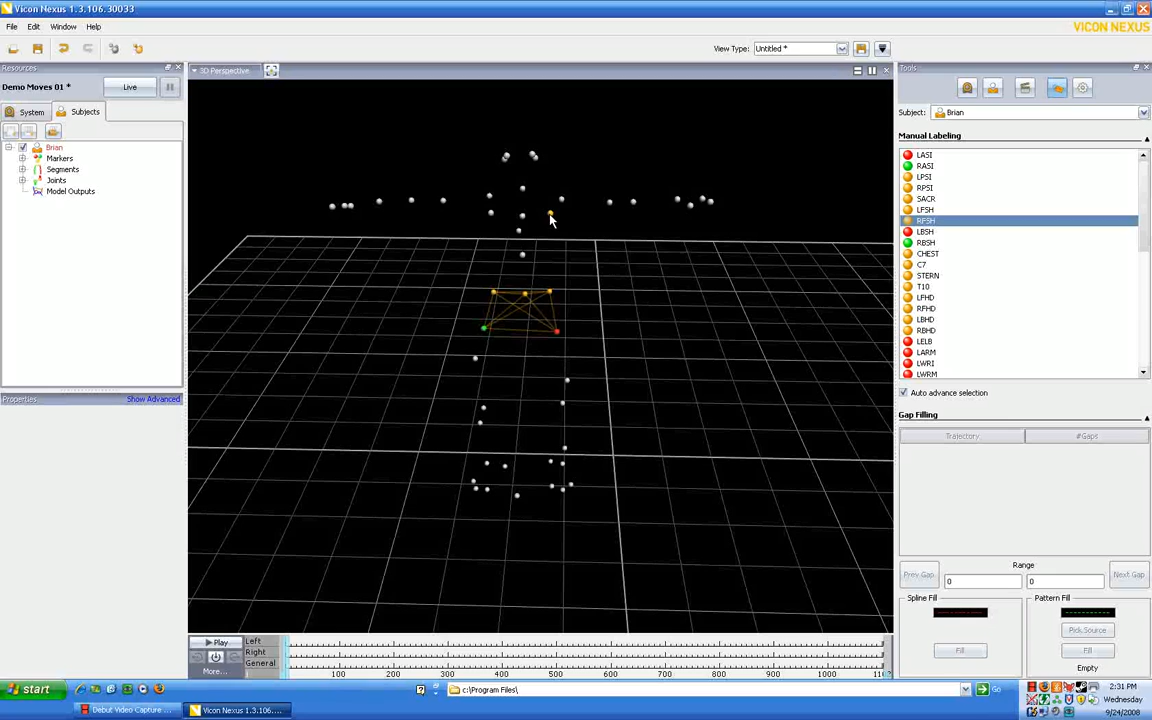 Vicon Nexus 1.3.106.30033
File Edit Window Help
VICON NEXUS
View Type: Untitled *
Resources
3D Perspective
Tools
Demo Moves 01 *
Live
System
Subjects
Subject: Brian
Manual Labeling
Brian
Markers
Segments
Joints
Model Outputs
LASI
RASI
LPSI
RPSI
SACR
LFSH
RFSH
LBSH
RBSH
CHEST
C7
STERN
T10
LFHD
RFHD
LBHD
RBHD
LELB
LARM
LWRI
LWRM
Auto advance selection
Properties
Show Advanced
Gap Filling
Trajectory
#Gaps
Range
Prev Gap
0
0
Next Gap
Spline Fill
Pattern Fill
Pick Source
Fill
Fill
Empty
Play
Left
Right
General
More...
100 200 300 400 500 600 700 800 900 1000
start
c:\Program Files\
Go
2:31 PM
Wednesday
9/24/2008
Debut Video Capture ...
Vicon Nexus 1.3.106....